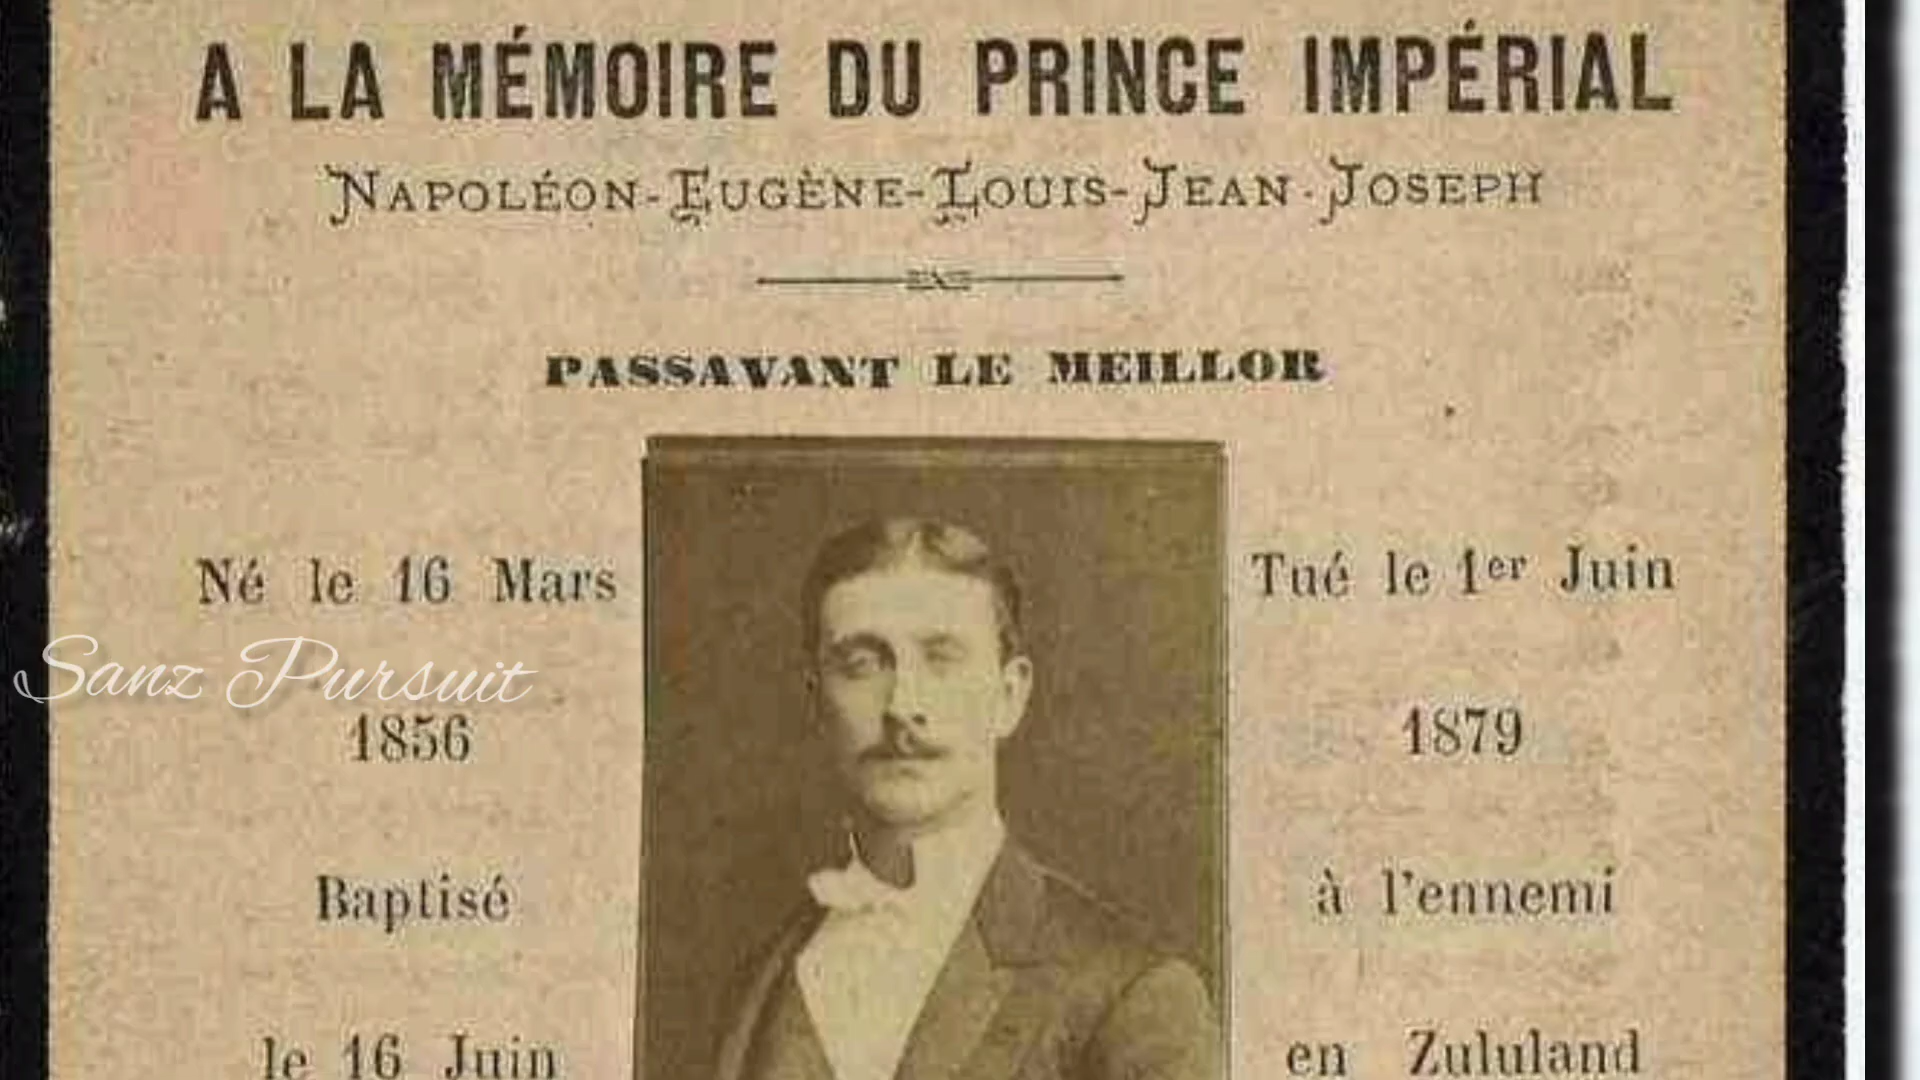 A LA MÉMOIRE DU PRINCE IMPÉRIAL
NAPOLÉON-EUGÈNE-LOUIS-JEAN-JOSEPH
PASSAVANT LE MEILLOR
Né le 16 Mars
1856
Baptisé
le 16 Juin
Tué le 1er Juin
1879
à l'ennemi
en Zululand
Sanz Pursuit